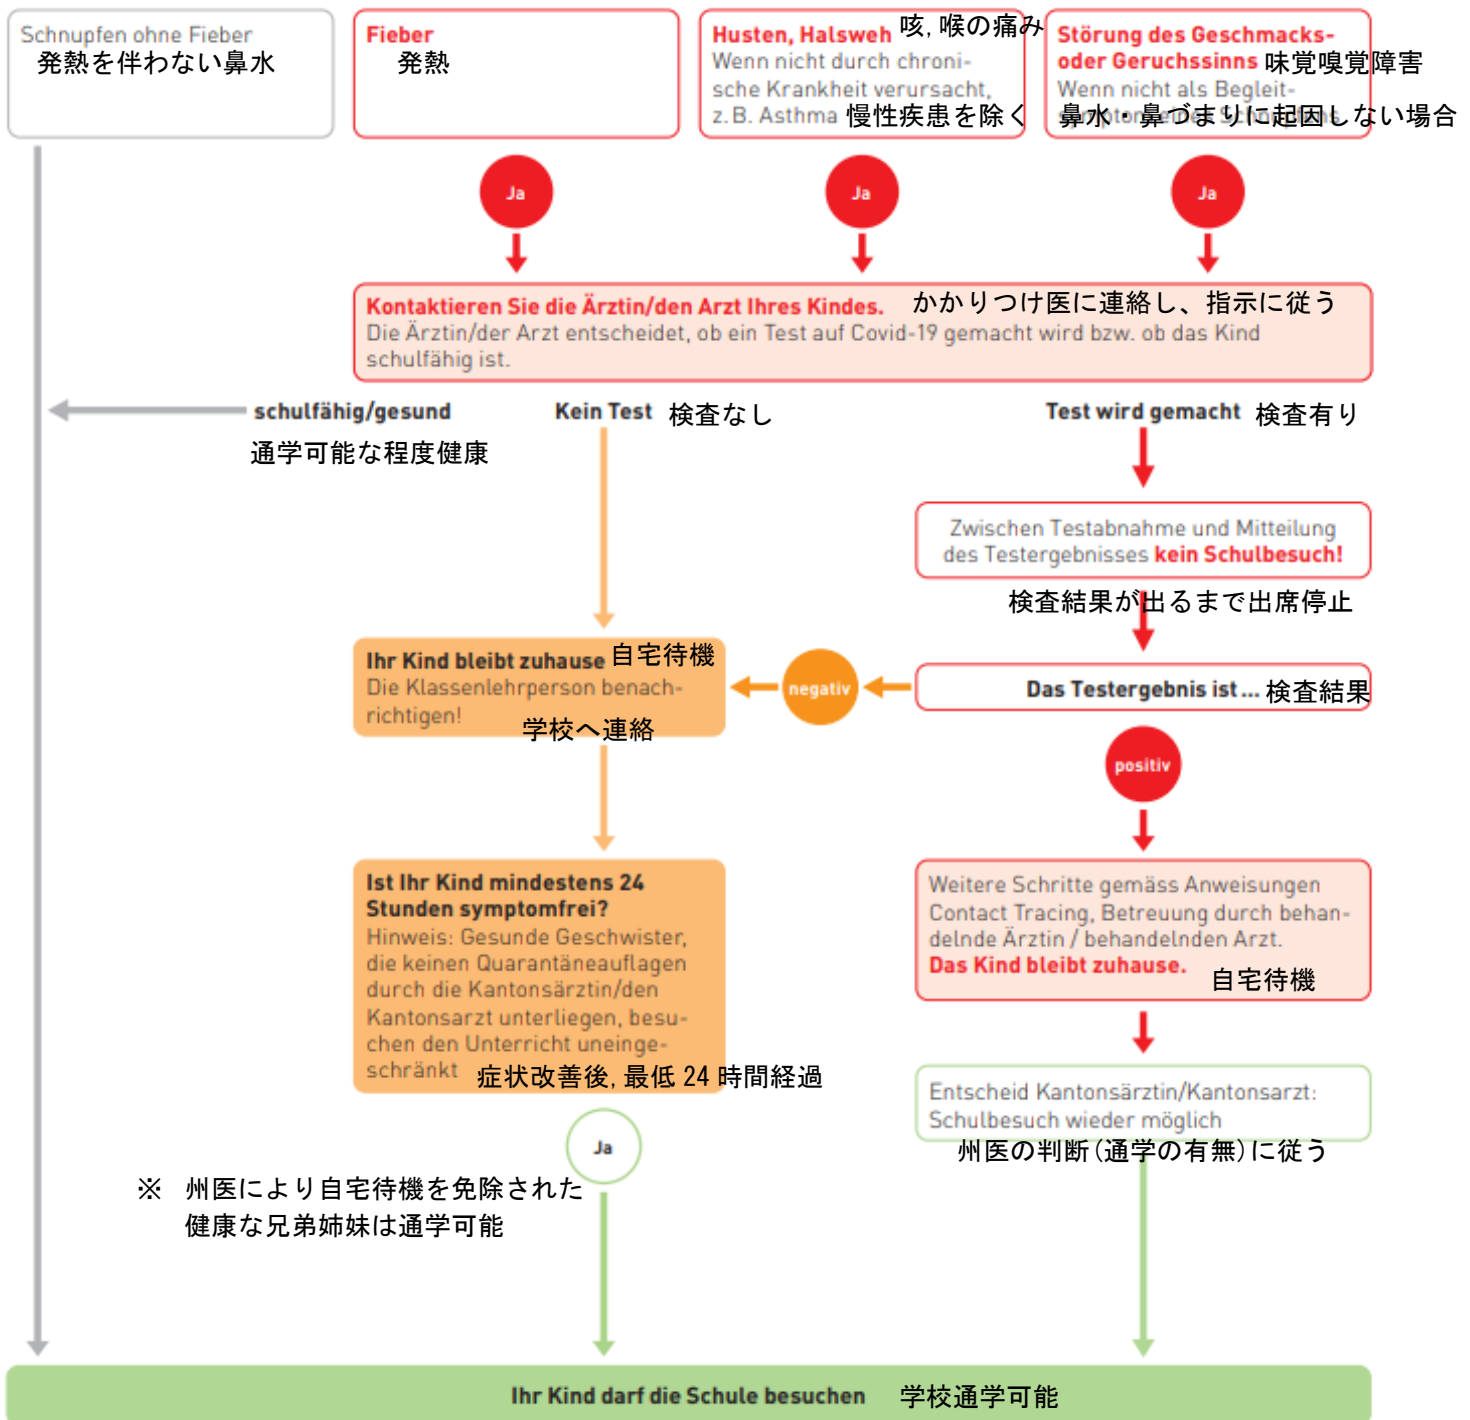 Schnupfen ohne Fieber
発熱を伴わない鼻水
Fieber
発熱
Husten, Halsweh 咳,喉の痛み
Wenn nicht durch chroni-
sche Krankheit verursacht,
z.B. Asthma 慢性疾患を除く
Störung des Geschmacks-
oder Geruchssinns 味覚嗅覚障害
Wenn nicht als Begleit-
鼻水・鼻づまりに起因しない場合
Ja
Ja
Ja
Kontaktieren Sie die Ärztin/den Arzt Ihres Kindes. かかりつけ医に連絡し、指示に従う
Die Ärztin/der Arzt entscheidet, ob ein Test auf Covid-19 gemacht wird bzw. ob das Kind
schulfähig ist.
schulfähig/gesund
通学可能な程度健康
Kein Test 検査なし
Test wird gemacht 検査有り
Zwischen Testabnahme und Mitteilung
des Testergebnisses kein Schulbesuch!
検査結果が出るまで出席停止
Ihr Kind bleibt zuhause 自宅待機
Die Klassenlehrperson benach-
richtigen!
学校へ連絡
negativ
Das Testergebnis ist ... 検査結果
positiv
Ist Ihr Kind mindestens 24
Stunden symptomfrei?
Hinweis: Gesunde Geschwister,
die keinen Quarantäneauflagen
durch die Kantonsärztin/den
Kantonsarzt unterliegen, besu-
chen den Unterricht uneinge-
schränkt 症状改善後,最低 24 時間経過
Weitere Schritte gemäss Anweisungen
Contact Tracing, Betreuung durch behan-
delnde Ärztin / behandelnden Arzt.
Das Kind bleibt zuhause.
自宅待機
Entscheid Kantonsärztin/Kantonsarzt:
Schulbesuch wieder möglich
州医の判断(通学の有無)に従う
Ja
※ 州医により自宅待機を免除された
健康な兄弟姉妹は通学可能
Ihr Kind darf die Schule besuchen 学校通学可能